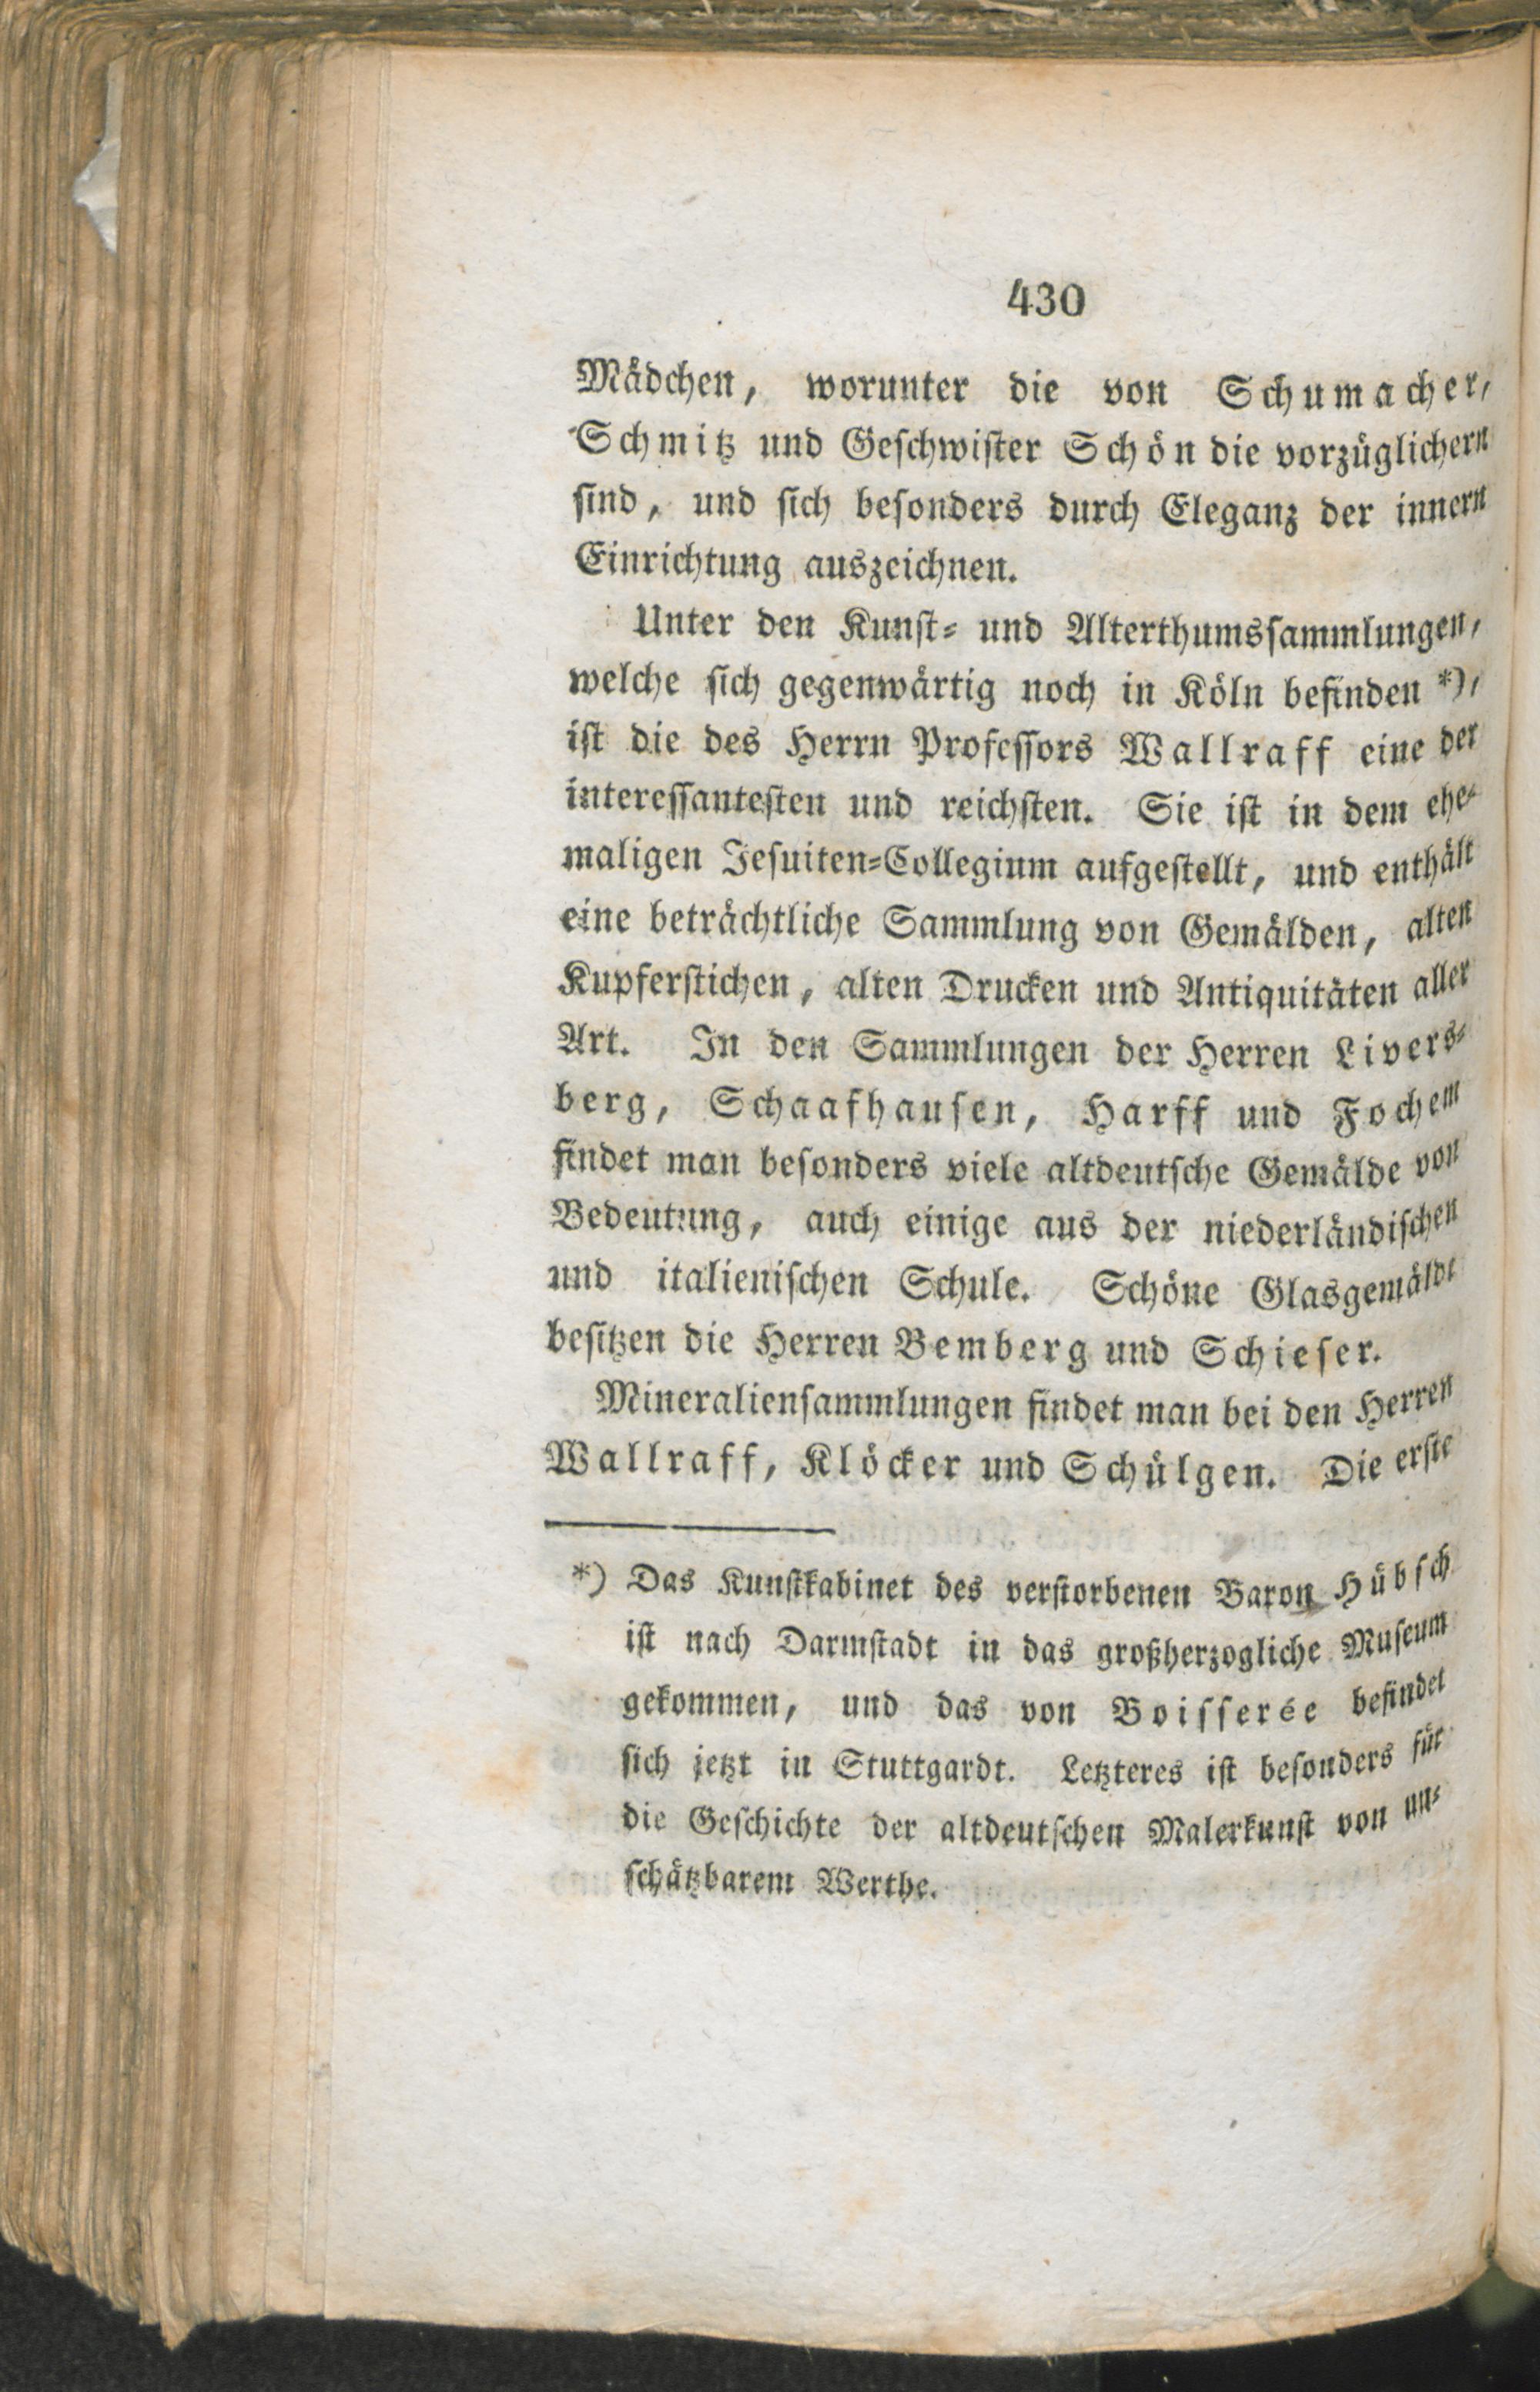 430
Mädchen, worunter die von Schumacher,
Schmitz und Geschwister Schön die vorzüglichern
sind, und sich besonders durch Eleganz der innern
Einrichtung auszeichnen.
Unter den Kunst- und Alterthumssammlungen,
welche sich gegenwärtig noch in Köln befinden *),
ist die des Herrn Professors Wallraff eine der
interessantesten und reichsten. Sie ist in dem ehe-
maligen Jesuiten-Collegium aufgestellt, und enthält
eine beträchtliche Sammlung von Gemälden, alten
Kupferstichen, alten Drucken und Antiquitäten aller
Art. In den Sammlungen der Herren Livers-
berg, Schaafhausen, Harff und Fochem
findet man besonders viele altdeutsche Gemälde von
Bedeutung, auch einige aus der niederländischen
und italienischen Schule. Schöne Glasgemälde
besitzen die Herren Bemberg und Schieser.
Mineraliensammlungen findet man bei den Herren
Wallraff, Klöcker und Schülgen. Die erste
*) Das Kunstkabinet des verstorbenen Baron Hübsch
ist nach Darmstadt in das großherzogliche Museum
gekommen, und das von Boisserée befindet
sich jetzt in Stuttgardt. Letzteres ist besonders für
die Geschichte der altdeutschen Malerkunst von un-
schätzbarem Werthe.